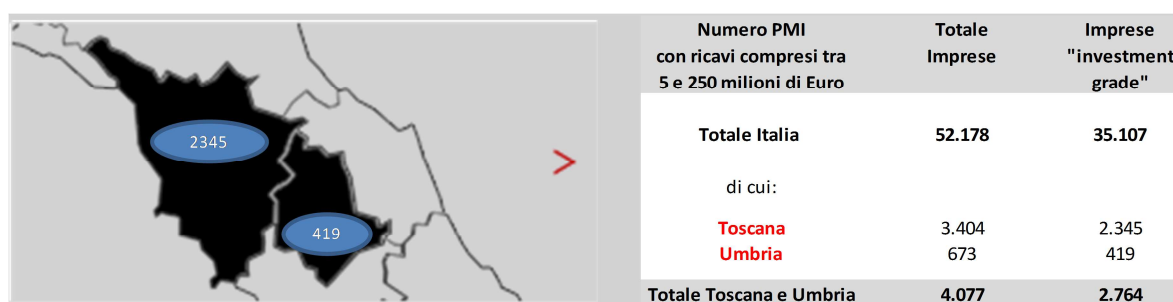 2345
419
>
Numero PMI Totale Imprese
con ricavi compresi tra Imprese "investment
5 e 250 milioni di Euro grade"
Totale Italia 52.178 35.107
di cui:
Toscana 3.404 2.345
Umbria 673 419
Totale Toscana e Umbria 4.077 2.764